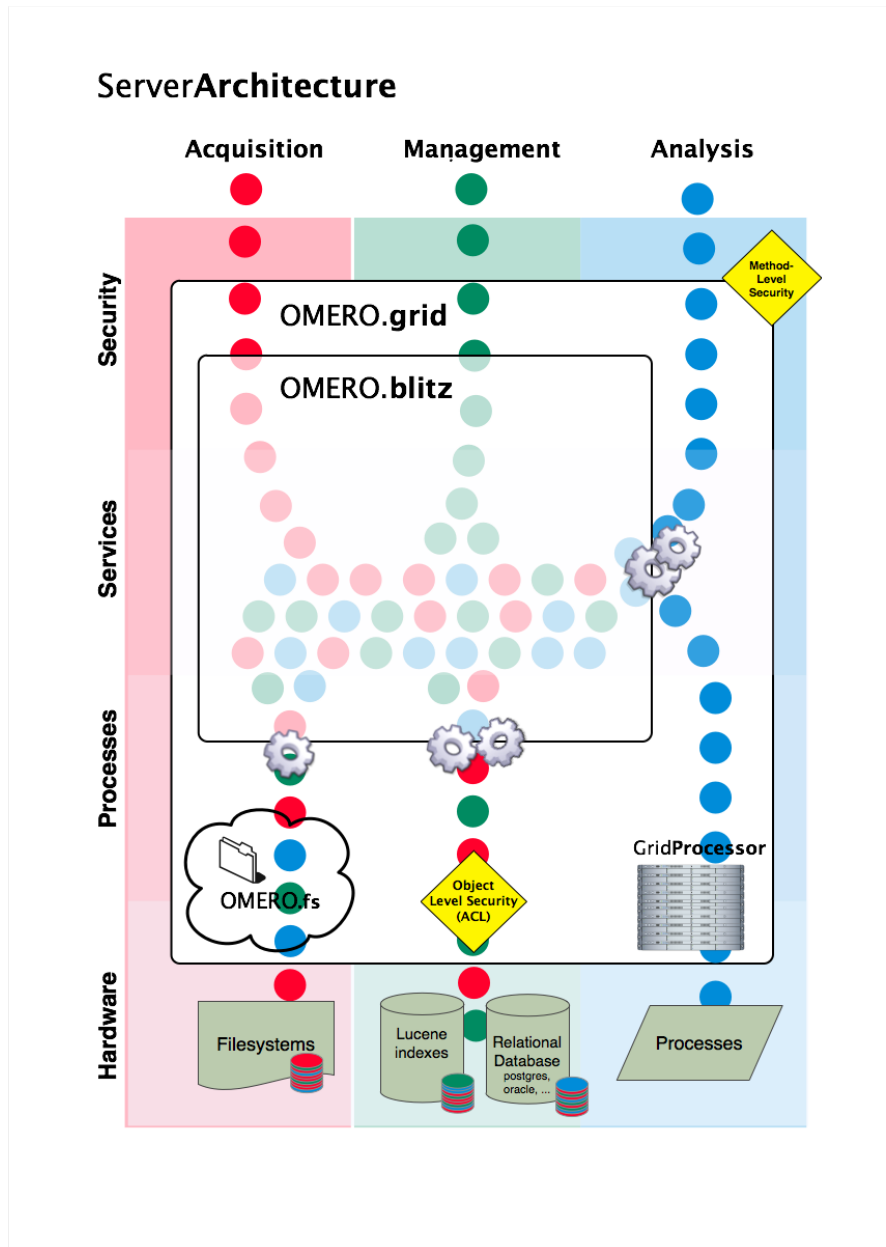 ServerArchitecture
Acquisition
Management
Analysis
Security
Method-
Level
Security
OMERO.grid
OMERO.blitz
Services
Processes
OMERO.fs
Object
Level Security
(ACL)
GridProcessor
Hardware
Filesystems
Lucene
indexes
Relational
Database
postgres,
oracle, ...
Processes